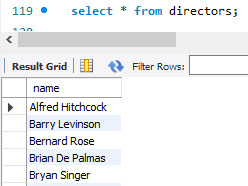 119 select * from directors;
Result Grid Filter Rows:
name
Alfred Hitchcock
Barry Levinson
Bernard Rose
Brian De Palmas
Bryan Singer